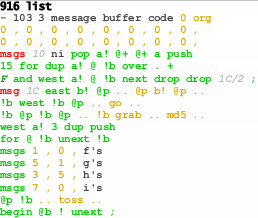 916 list
- 103 3 message buffer code 0 org
0 , 0 , 0 , 0 , 0 , 0 , 0 , 0 ,
0 , 0 , 0 , 0 , 0 , 0 , 0 , 0 ,
msgs 10 ni pop a! @+ @+ a push
15 for dup a! @ !b over . +
F and west a! @ !b next drop drop 1C/2 ;
msg 1C east b! @p .. @p b! @p ..
!b west !b @p .. go ..
!b @p !b @p .. !b grab .. md5 ..
west a! 3 dup push
for @ !b unext !b
msgs 1 , 0 , f's
msgs 5 , 1 , g's
msgs 3 , 5 , h's
msgs 7 , 0 , i's
@p !b .. toss ..
begin @b ! unext ;